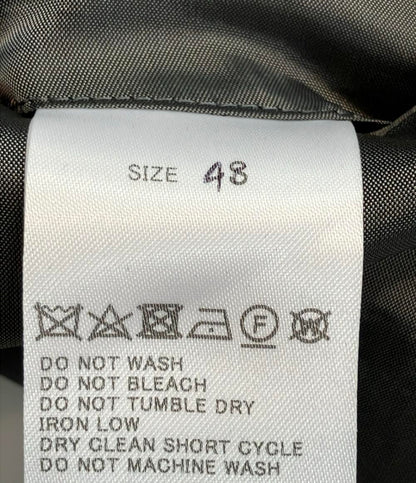 SIZE 48
F W
DO NOT WASH
DO NOT BLEACH
DO NOT TUMBLE DRY
IRON LOW
DRY CLEAN SHORT CYCLE
DO NOT MACHINE WASH